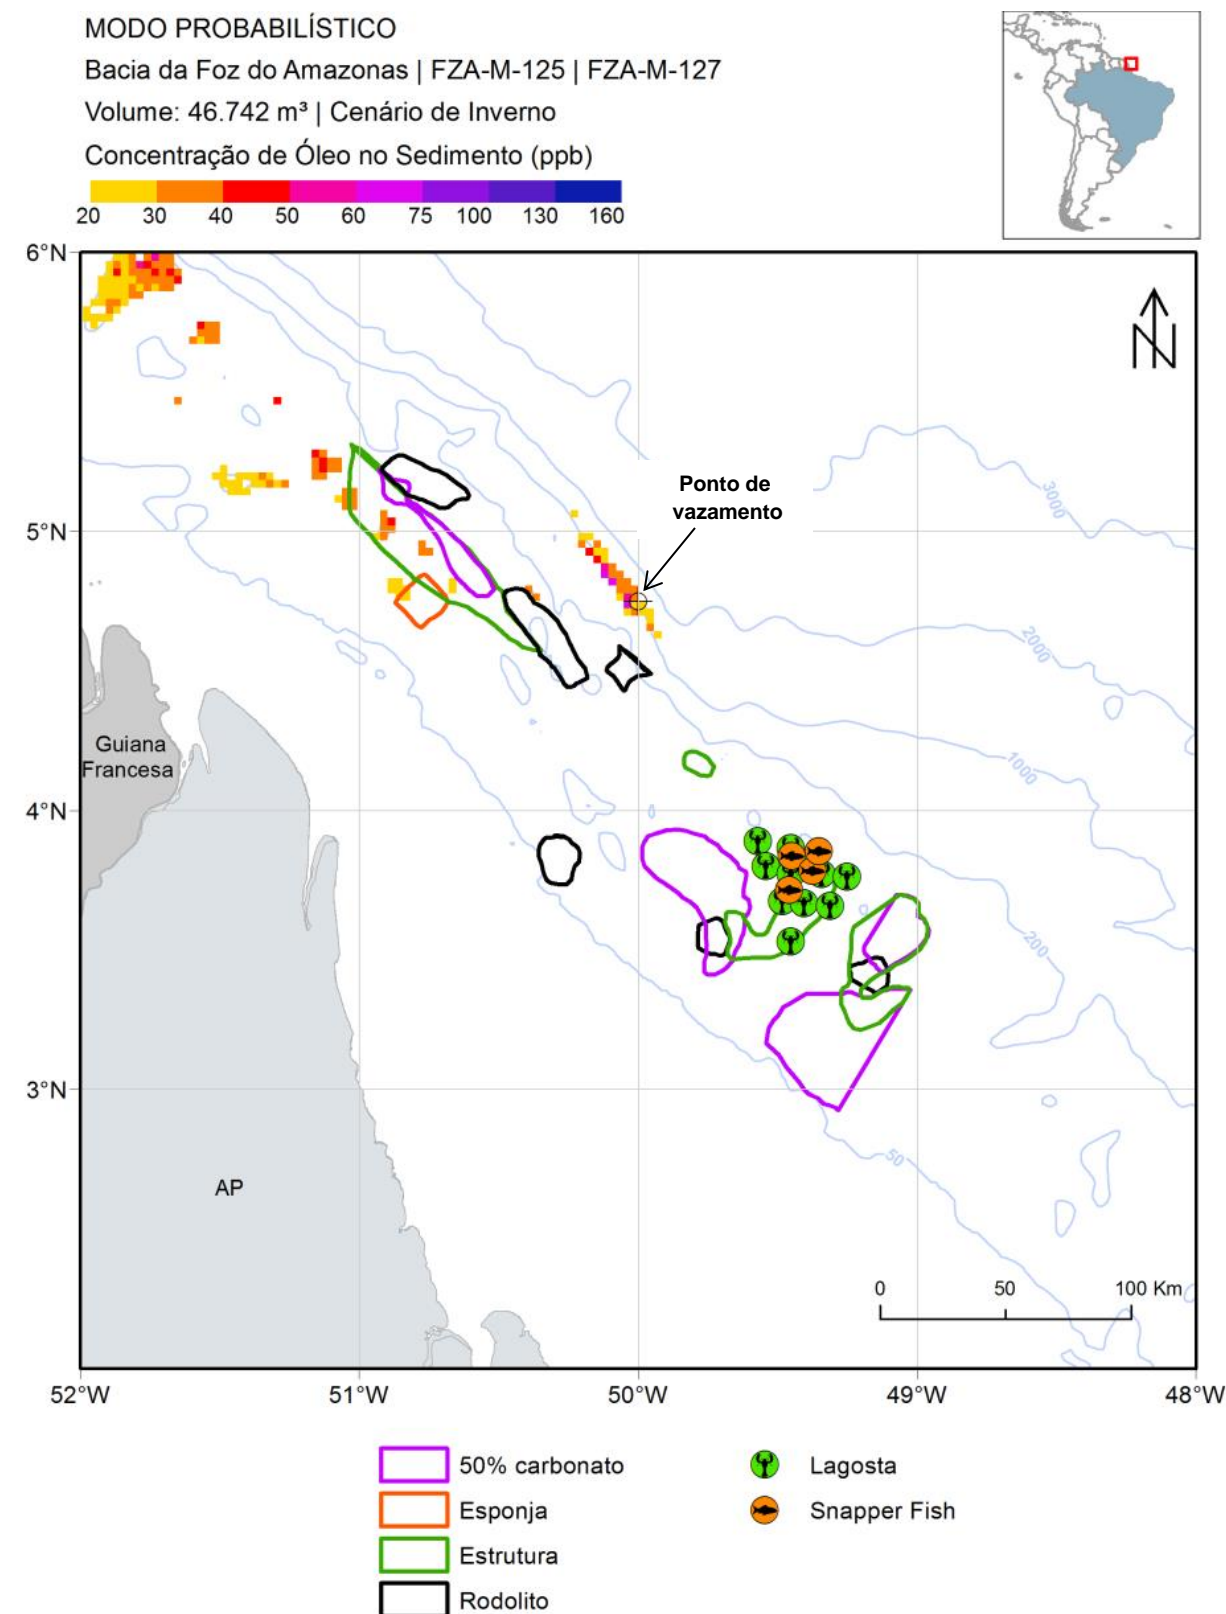 MODO PROBABILÍSTICO
Bacia da Foz do Amazonas | FZA-M-125 | FZA-M-127
Volume: 46.742 m³ | Cenário de Inverno
Concentração de Óleo no Sedimento (ppb)
20 30 40 50 60 75 100 130 160
6°N
Ponto de
vazamento
3000
5°N
2000
Guiana
Francesa
1000
4°N
200
3°N
50
AP
0 50 100 Km
52°W 51°W 50°W 49°W 48°W
50% carbonato
Esponja
Estrutura
Rodolito
Lagosta
Snapper Fish
N